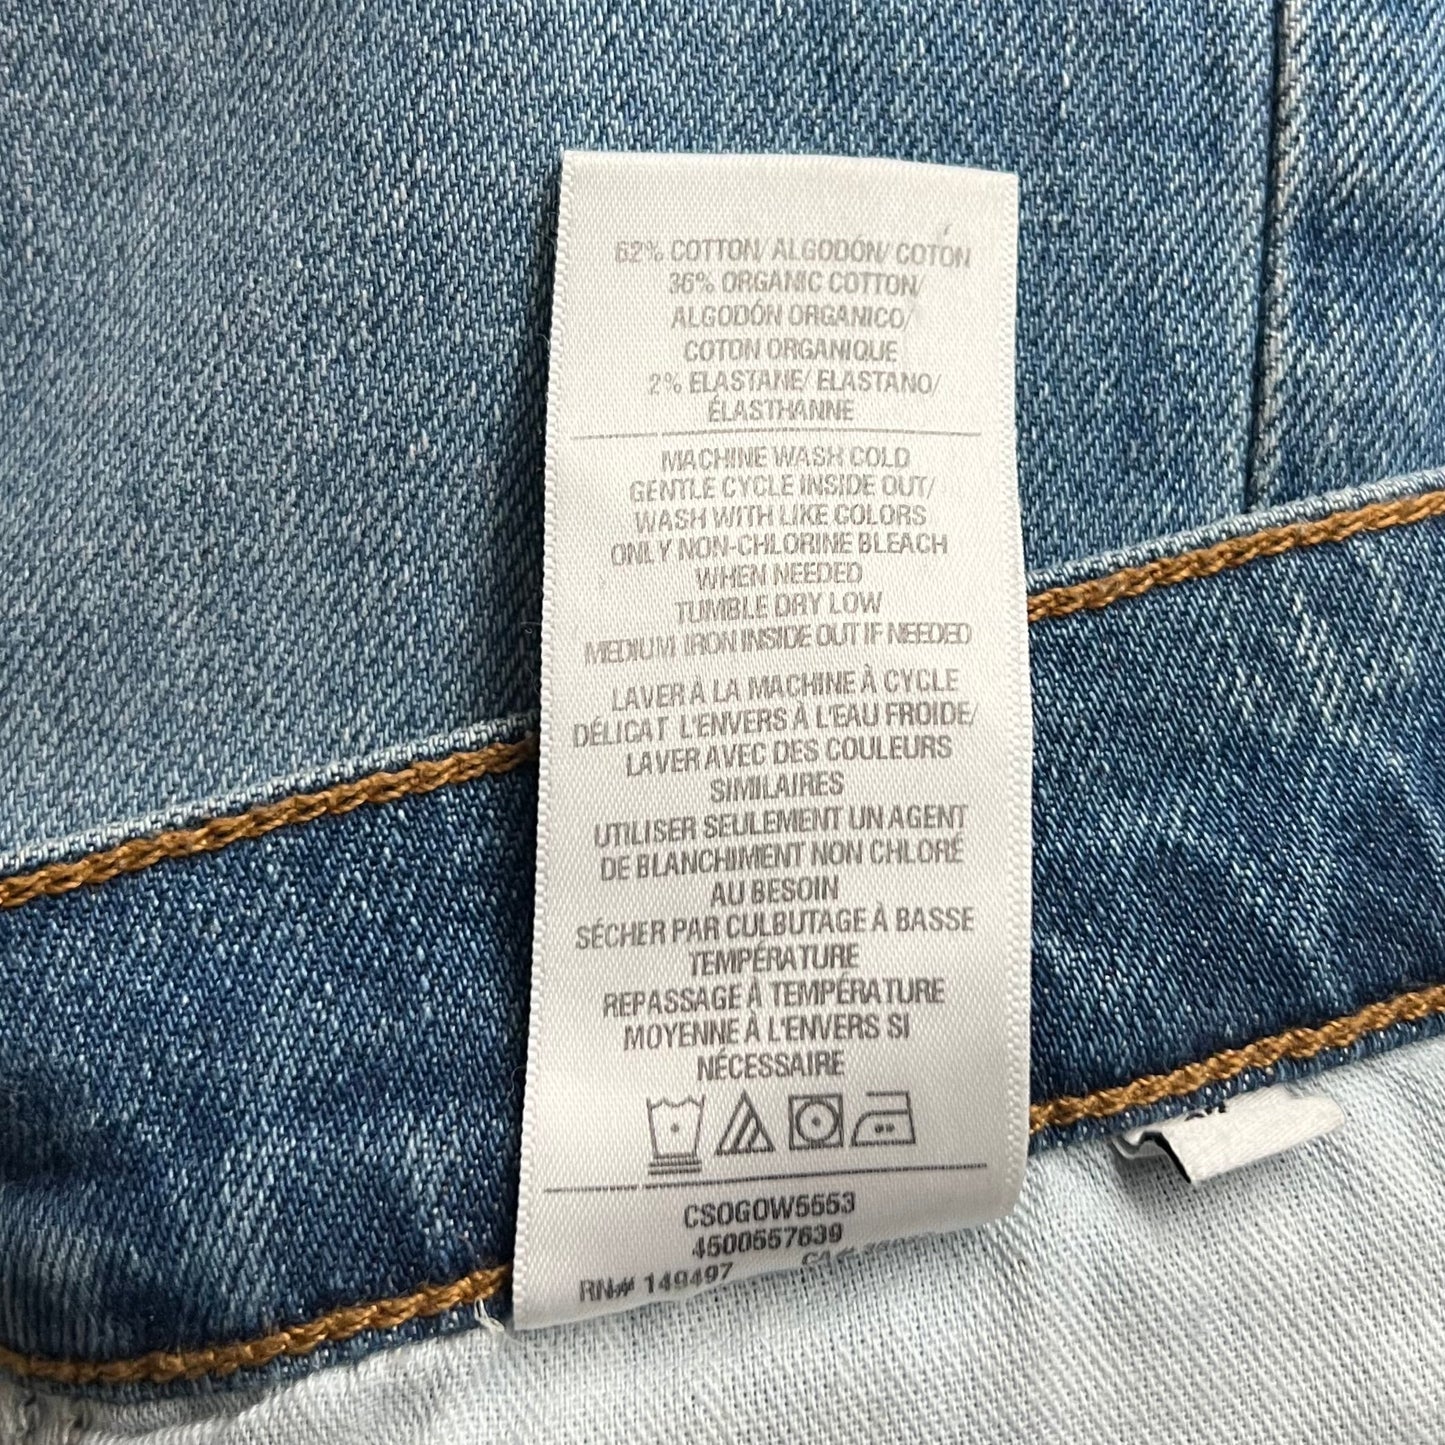 62% COTTON/ ALGODÓN/ COTON
36% ORGANIC COTTON/
ALGODÓN ORGANICO/
COTON ORGANIQUE
2% ELASTANE/ ELASTANO/
ÉLASTHANNE
MACHINE WASH COLD
GENTLE CYCLE INSIDE OUT/
WASH WITH LIKE COLORS
ONLY NON-CHLORINE BLEACH
WHEN NEEDED
TUMBLE DRY LOW
MEDIUM IRON INSIDE OUT IF NEEDED
LAVER À LA MACHINE À CYCLE
DÉLICAT L'ENVERS À L'EAU FROIDE/
LAVER AVEC DES COULEURS
SIMILAIRES
UTILISER SEULEMENT UN AGENT
DE BLANCHIMENT NON CHLORÉ
AU BESOIN
SÉCHER PAR CULBUTAGE À BASSE
TEMPÉRATURE
REPASSAGE À TEMPÉRATURE
MOYENNE À L'ENVERS SI
NÉCESSAIRE
CSOGOW5553
4500557639
RN# 149497 CA#